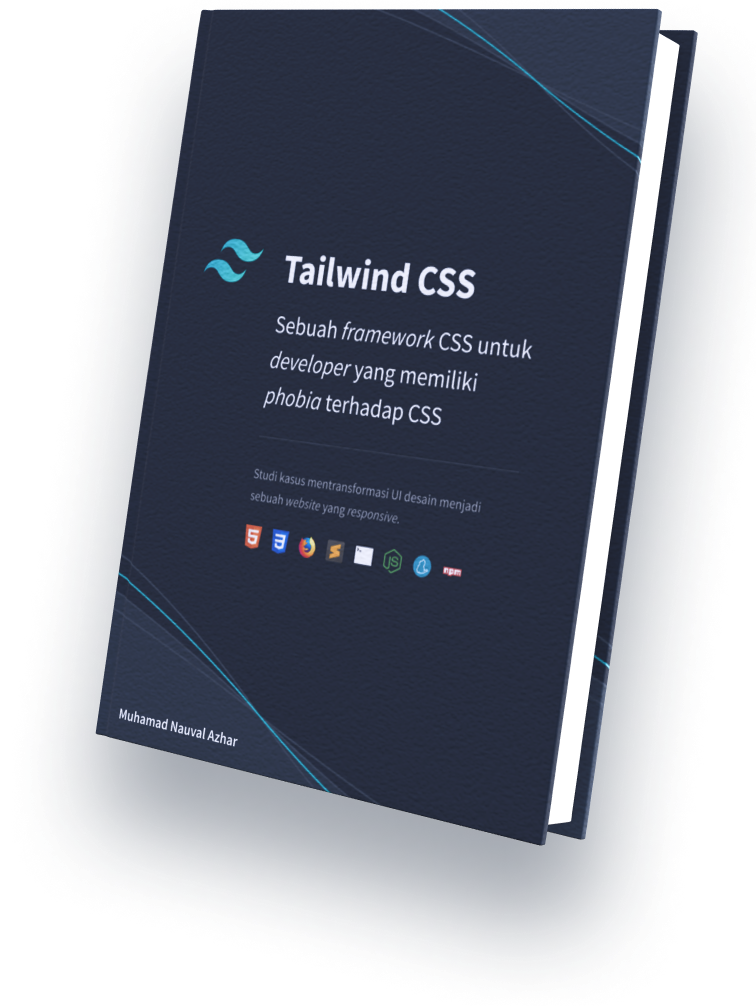 Tailwind CSS
Sebuah framework CSS untuk
developer yang memiliki
phobia terhadap CSS
Studi kasus mentransformasi UI desain menjadi
sebuah website yang responsive.
5
3
JS
npm
Muhamad Nauval Azhar